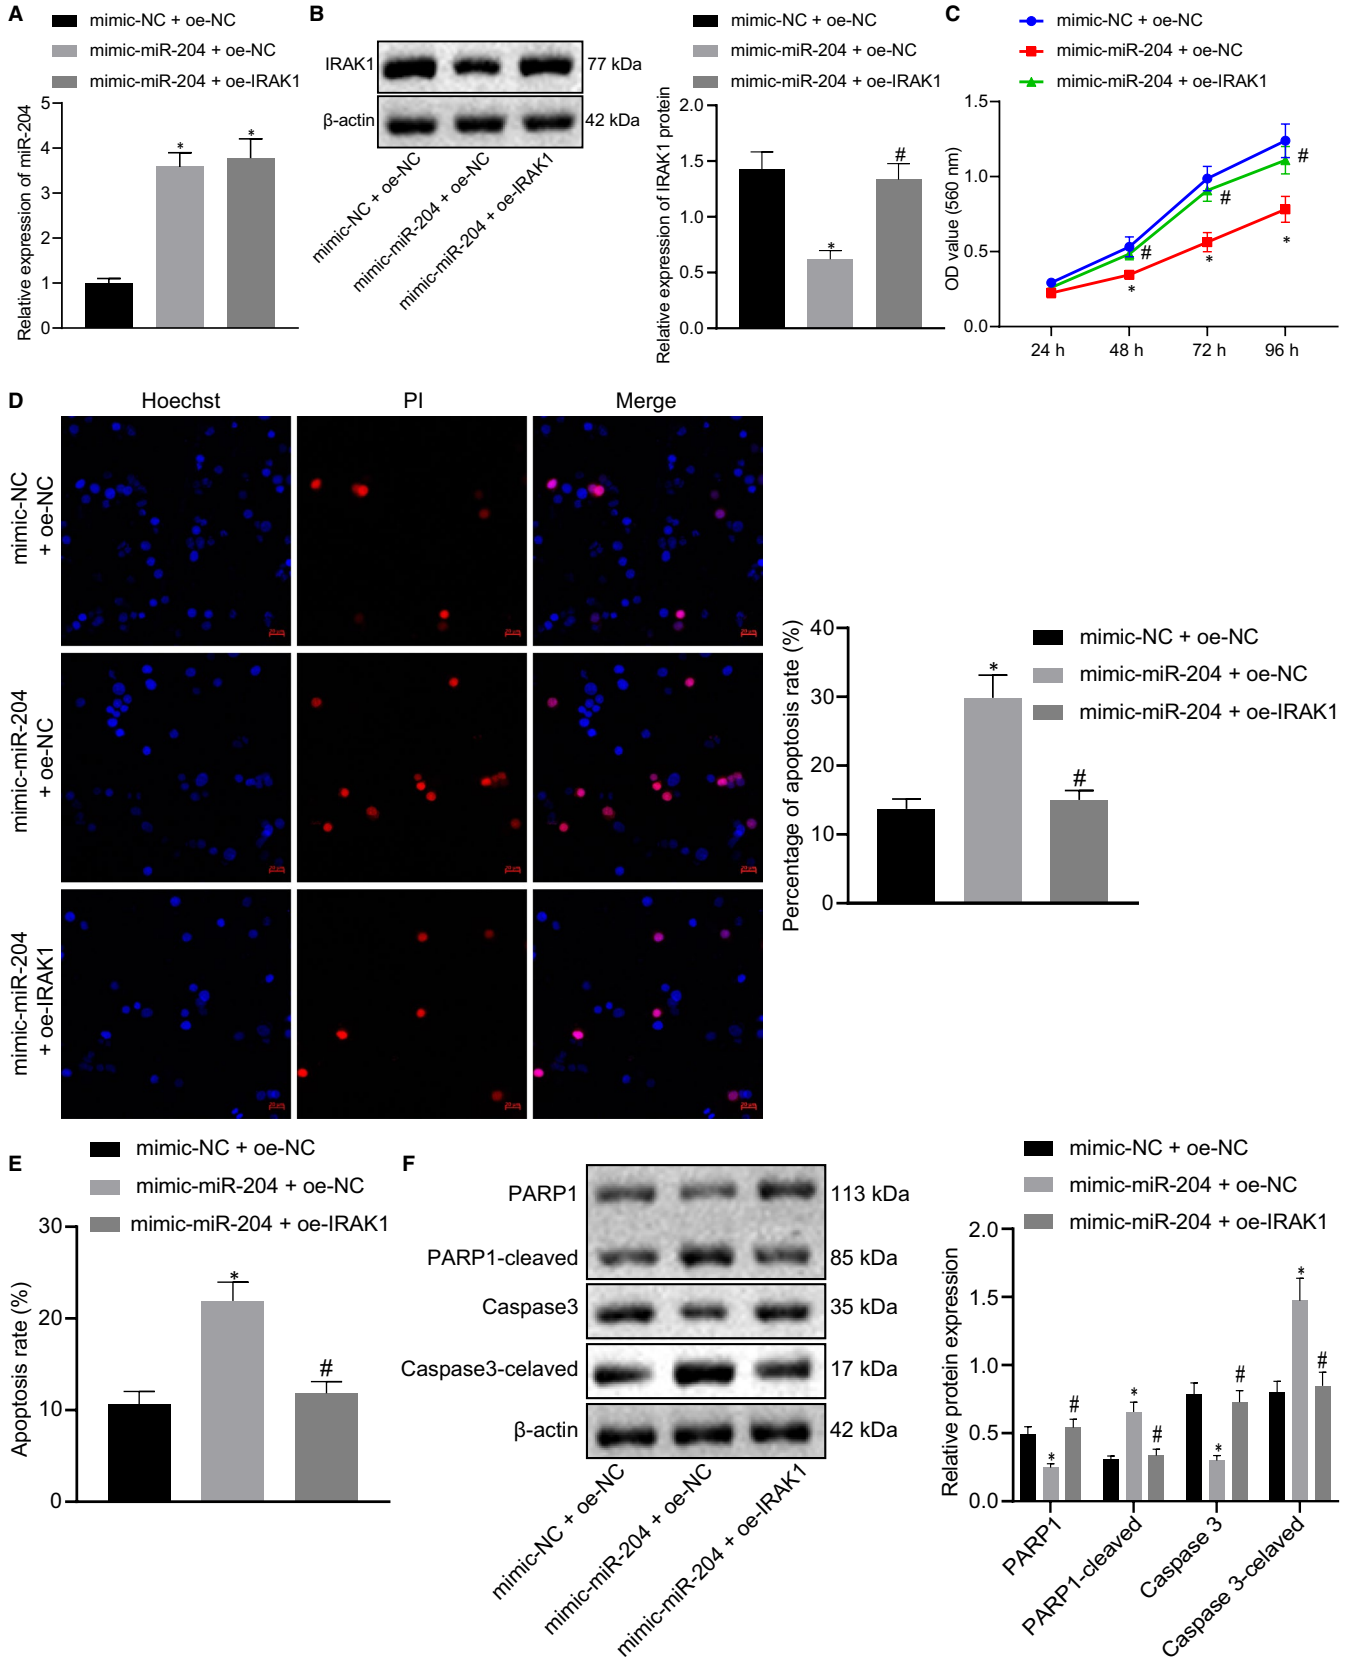 A
mimic-NC + oe-NC
mimic-miR-204 + oe-NC
mimic-miR-204 + oe-IRAK1
Relative expression of miR-204
5
4
3
2
1
0
*
*
B
IRAK1
77 kDa
β-actin
42 kDa
mimic-NC + oe-NC
mimic-miR-204 + oe-NC
mimic-miR-204 + oe-IRAK1
mimic-NC + oe-NC
mimic-miR-204 + oe-NC
mimic-miR-204 + oe-IRAK1
Relative expression of IRAK1 protein
2.0
1.5
1.0
0.5
0.0
*
#
C
mimic-NC + oe-NC
mimic-miR-204 + oe-NC
mimic-miR-204 + oe-IRAK1
OD value (560 nm)
1.5
1.0
0.5
0.0
#
#
#
*
*
*
24 h
48 h
72 h
96 h
D
Hoechst
PI
Merge
mimic-NC
+ oe-NC
mimic-miR-204
+ oe-NC
mimic-miR-204
+ oe-IRAK1
Percentage of apoptosis rate (%)
40
30
20
10
0
*
#
mimic-NC + oe-NC
mimic-miR-204 + oe-NC
mimic-miR-204 + oe-IRAK1
E
mimic-NC + oe-NC
mimic-miR-204 + oe-NC
mimic-miR-204 + oe-IRAK1
Apoptosis rate (%)
30
20
10
0
*
#
F
PARP1
113 kDa
PARP1-cleaved
85 kDa
Caspase3
35 kDa
Caspase3-celaved
17 kDa
β-actin
42 kDa
mimic-NC + oe-NC
mimic-miR-204 + oe-NC
mimic-miR-204 + oe-IRAK1
mimic-NC + oe-NC
mimic-miR-204 + oe-NC
mimic-miR-204 + oe-IRAK1
Relative protein expression
2.0
1.5
1.0
0.5
0.0
*
#
*
#
*
#
*
#
PARP1
PARP1-cleaved
Caspase 3
Caspase 3-celaved